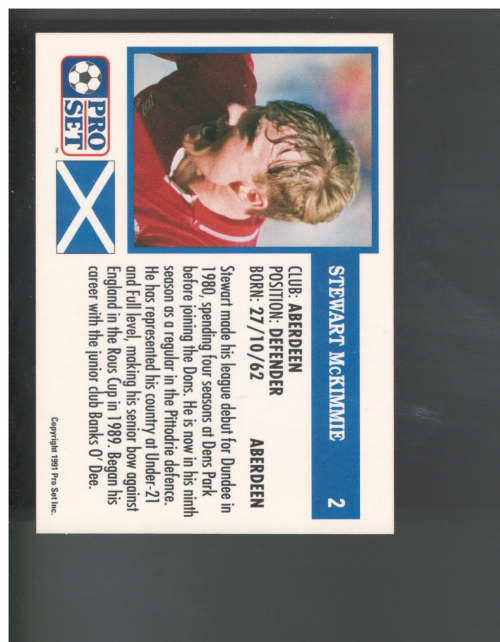 STEWART McKIMMIE 2
CLUB: ABERDEEN
POSITION: DEFENDER
BORN: 27/10/62 ABERDEEN
Stewart made his league debut for Dundee in
1980, spending four seasons at Dens Park
before joining the Dons. He is now in his ninth
season as a regular in the Pittodrie defence.
He has represented his country at Under-21
and Full level, making his senior bow against
England in the Rous Cup in 1989. Began his
career with the junior club Banks O' Dee.
PRO
SET
TM
Copyright 1991 Pro Set Inc.